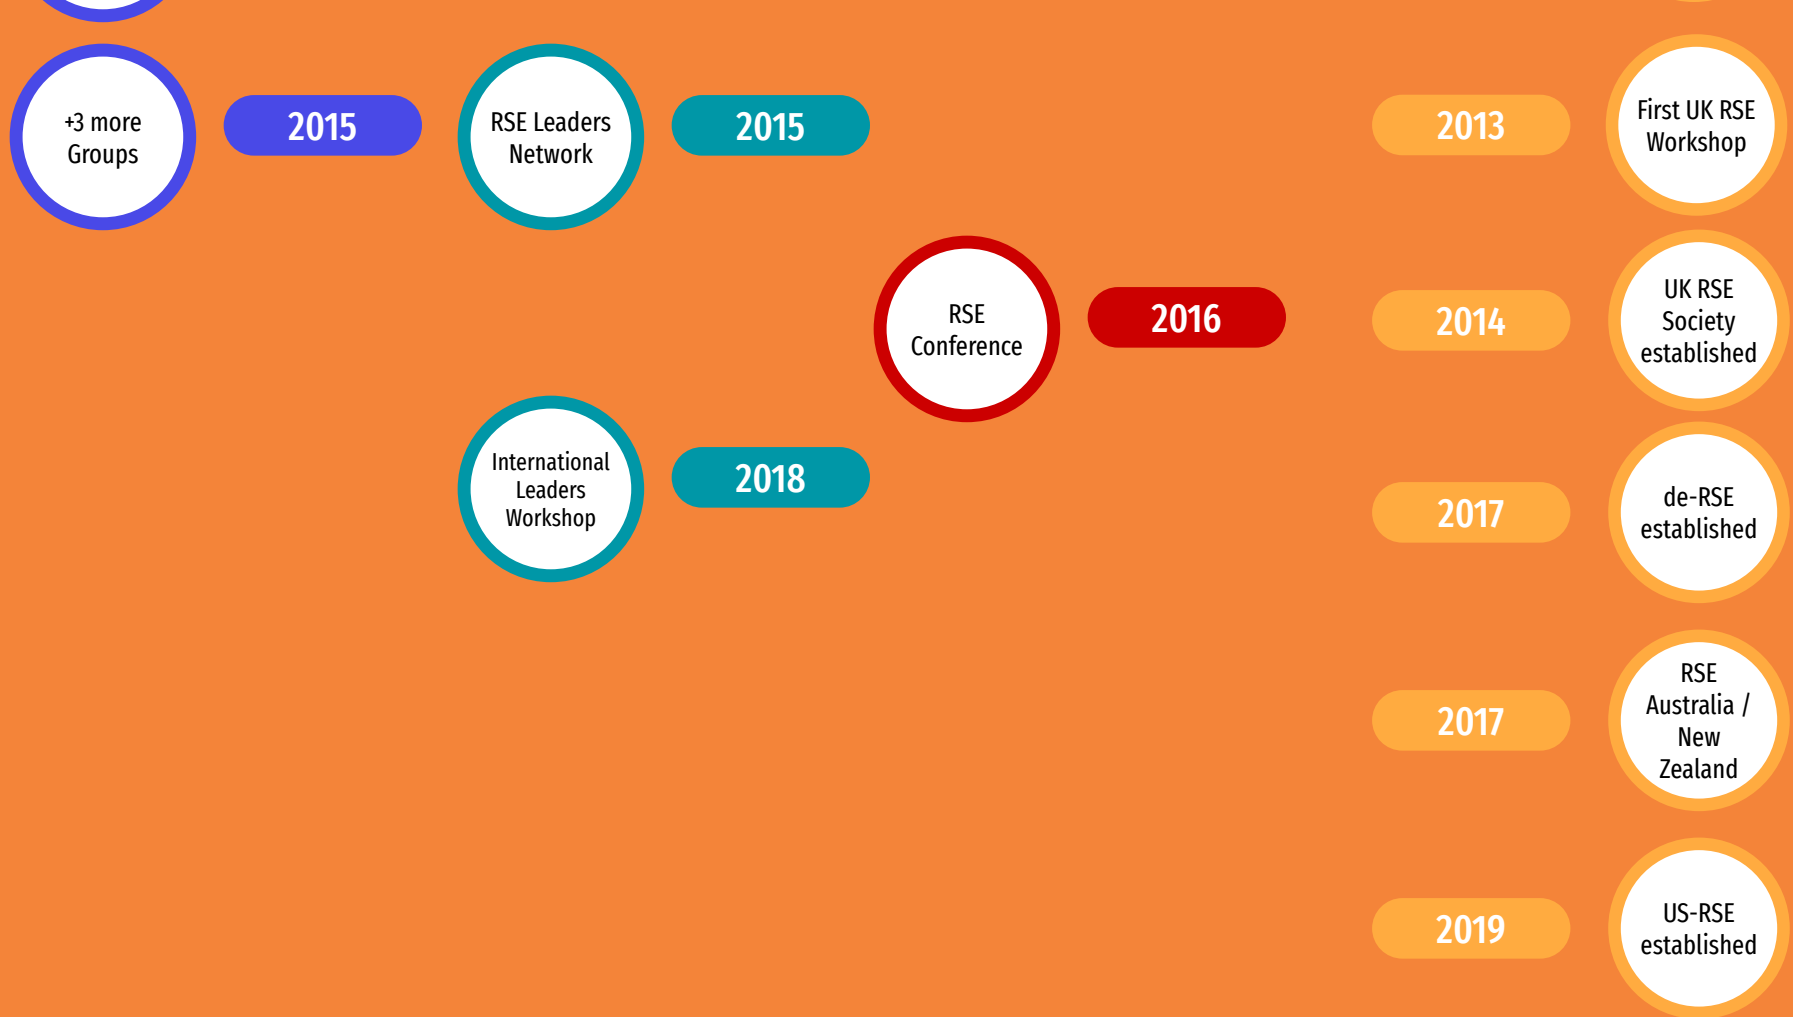 +3 more
Groups
2015
RSE Leaders
Network
2015
2013
First UK RSE
Workshop
RSE
Conference
2016
2014
UK RSE
Society
established
International
Leaders
Workshop
2018
2017
de-RSE
established
2017
RSE
Australia /
New
Zealand
2019
US-RSE
established